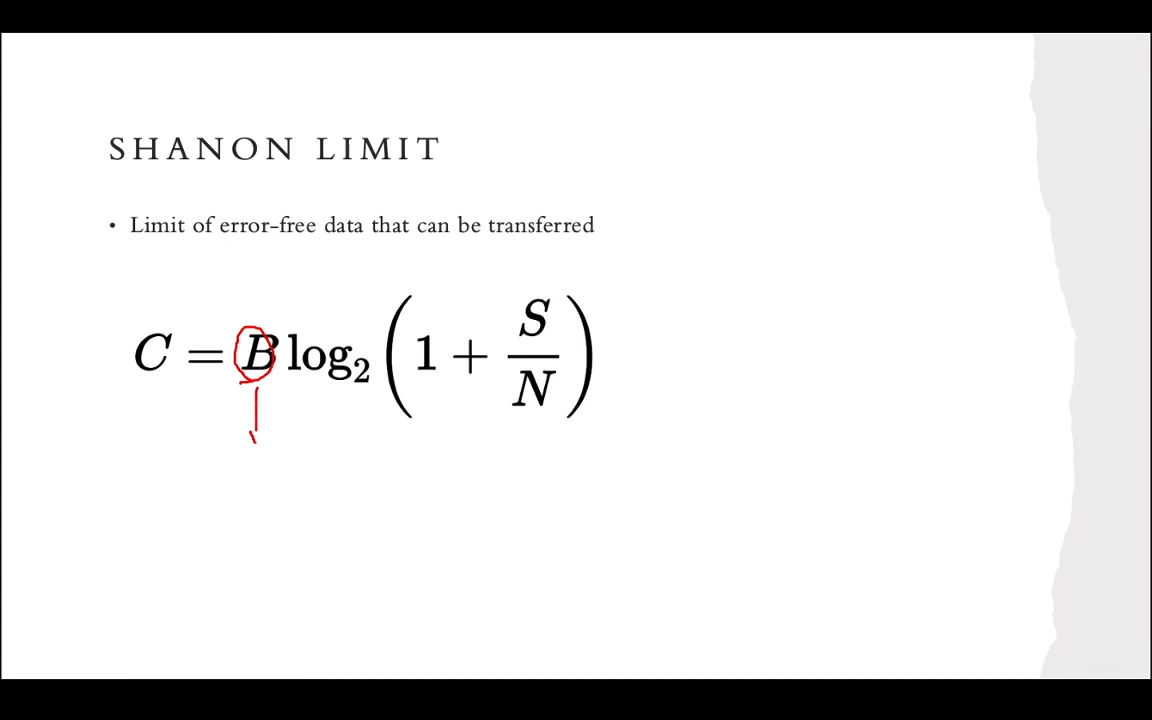 SHANON LIMIT
• Limit of error-free data that can be transferred
C = B log₂ (1 + S/N)